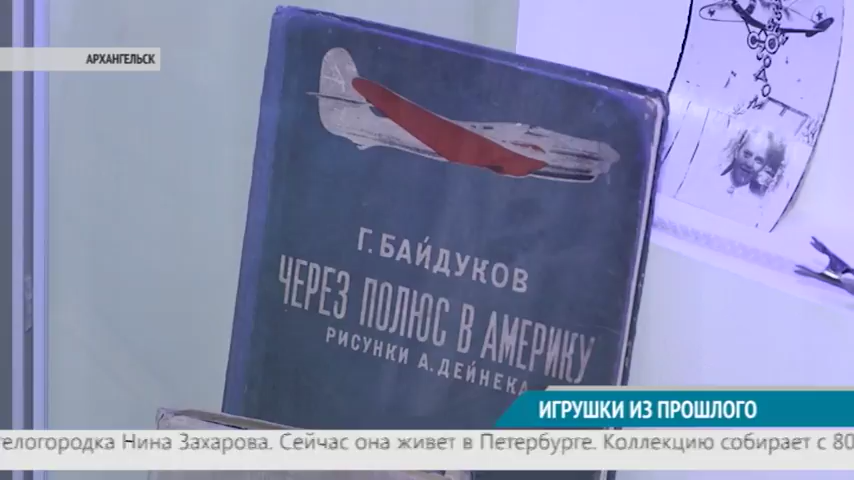 АРХАНГЕЛЬСК
Г. БАЙДУКОВ
ЧЕРЕЗ ПОЛЮС В АМЕРИКУ
РИСУНКИ А. ДЕЙНЕКА
ИГРУШКИ ИЗ ПРОШЛОГО
телогородка Нина Захарова. Сейчас она живет в Петербурге. Коллекцию собирает с 80